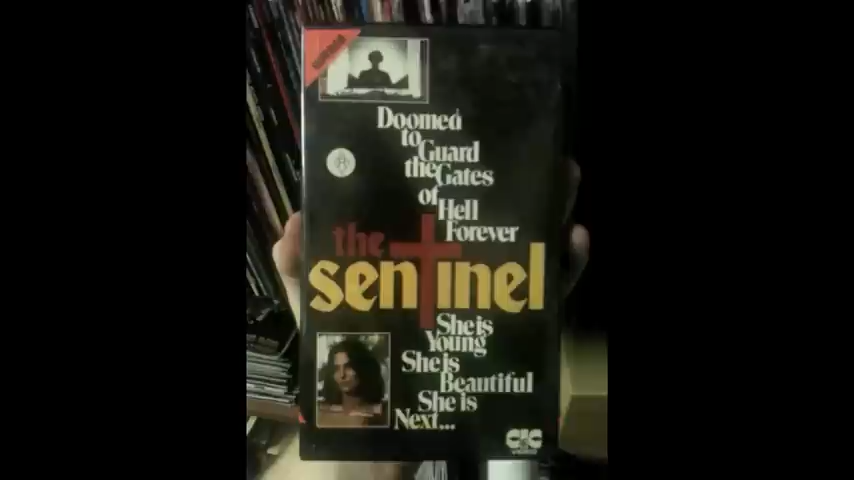 Doomed
to
Guard
the Gates
of
Hell
Forever
the
sentinel
She is
Young
She is
Beautiful
She is
Next...
CIC
VIDEO